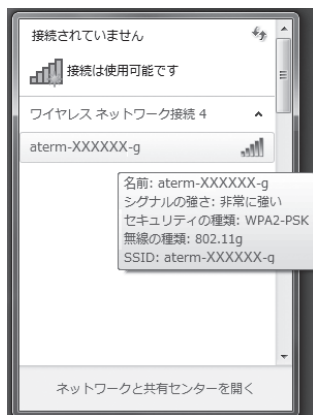 接続されていません
接続は使用可能です
ワイヤレス ネットワーク接続 4
aterm-XXXXXX-g
名前: aterm-XXXXXX-g
シグナルの強さ: 非常に強い
セキュリティの種類: WPA2-PSK
無線の種類: 802.11g
SSID: aterm-XXXXXX-g
ネットワークと共有センターを開く